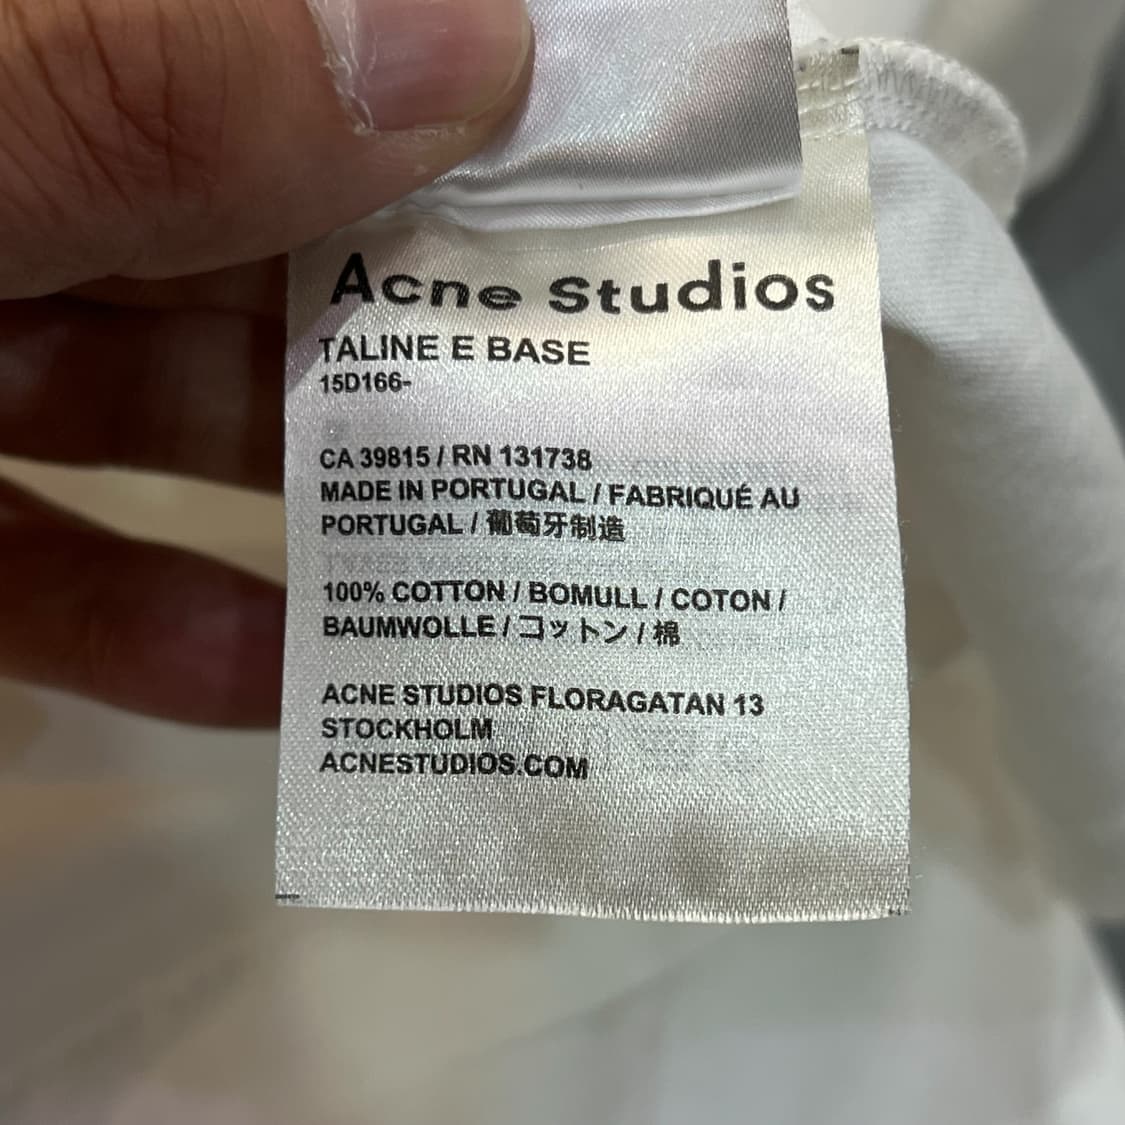 Acne Studios
TALINE E BASE
15D166-
CA 39815 / RN 131738
MADE IN PORTUGAL / FABRIQUÉ AU
PORTUGAL / 葡萄牙制造
100% COTTON / BOMULL / COTON /
BAUMWOLLE / コットン / 棉
ACNE STUDIOS FLORAGATAN 13
STOCKHOLM
ACNESTUDIOS.COM